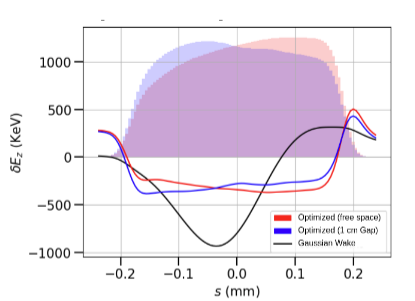 1000
500
0
−500
−1000
δE_z (KeV)
Optimized (free space)
Optimized (1 cm Gap)
Gaussian Wake
−0.2 −0.1 0.0 0.1 0.2
s (mm)